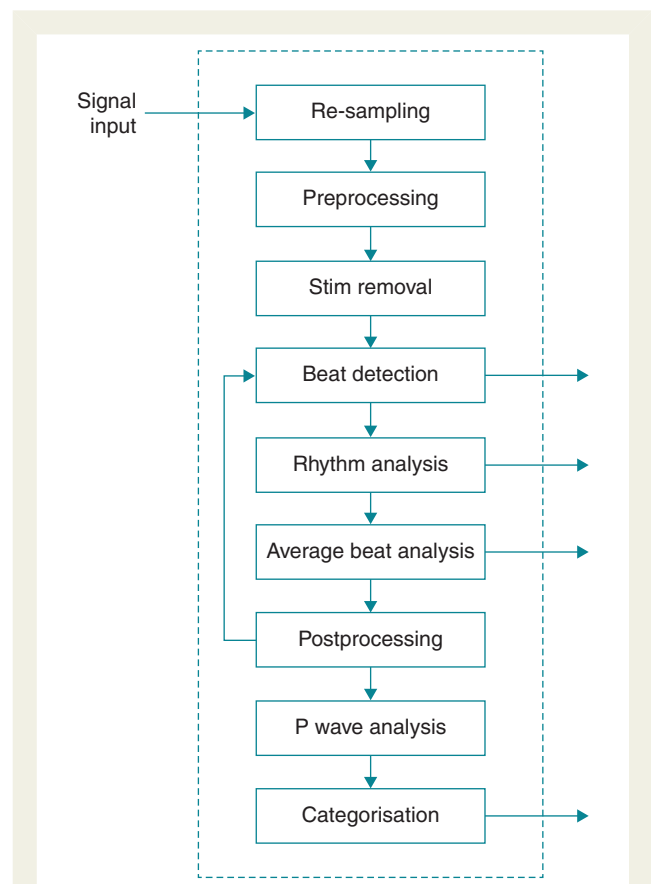 Signal
input
Re-sampling
Preprocessing
Stim removal
Beat detection
Rhythm analysis
Average beat analysis
Postprocessing
P wave analysis
Categorisation